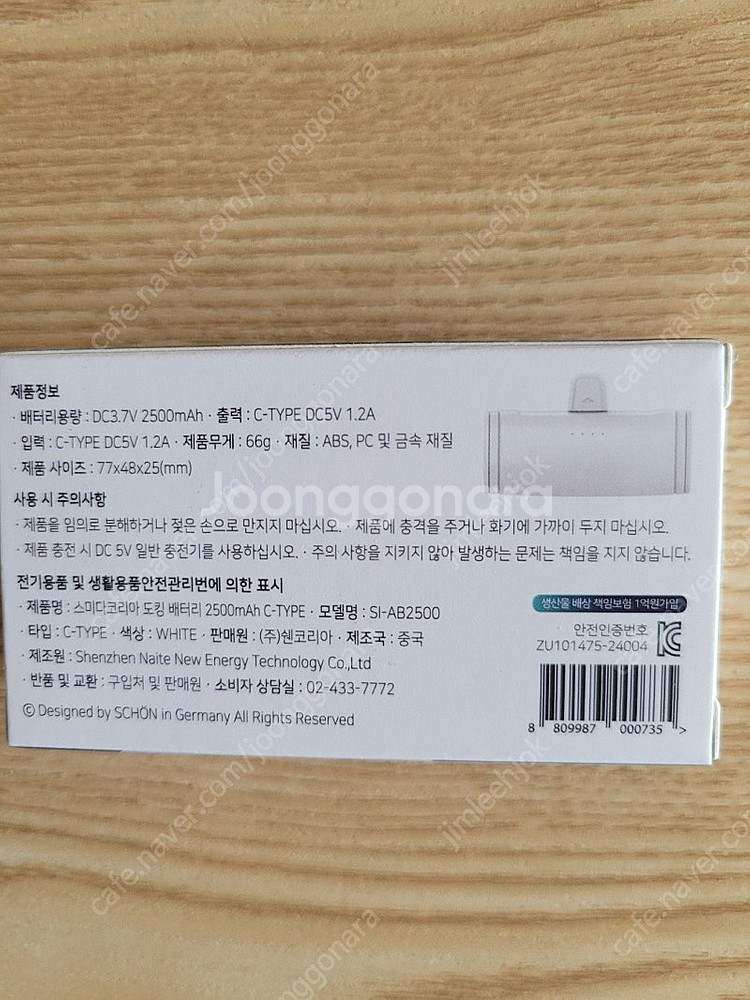 제품정보
· 배터리용량 : DC3.7V 2500mAh · 출력 : C-TYPE DC5V 1.2A
· 입력 : C-TYPE DC5V 1.2A · 제품무게 : 66g · 재질 : ABS, PC 및 금속 재질
· 제품 사이즈 : 77x48x25(mm)
사용 시 주의사항
· 제품을 임의로 분해하거나 젖은 손으로 만지지 마십시오. · 제품에 충격을 주거나 화기에 가까이 두지 마십시오.
· 제품 충전 시 DC 5V 일반 충전기를 사용하십시오. · 주의 사항을 지키지 않아 발생하는 문제는 책임을 지지 않습니다.
전기용품 및 생활용품안전관리번에 의한 표시
· 제품명 : 스미다코리아 도킹 배터리 2500mAh C-TYPE · 모델명 : SI-AB2500
· 타입 : C-TYPE · 색상 : WHITE · 판매원 : (주)쉔코리아 · 제조국 : 중국
· 제조원 : Shenzhen Naite New Energy Technology Co.,Ltd
· 반품 및 교환 : 구입처 및 판매원 · 소비자 상담실 : 02-433-7772
© Designed by SCHÖN in Germany All Rights Reserved
생산물 배상 책임보험 1억원가입
안전인증번호
ZU101475-24004
8 809987 000735 >
Joonggonara
cafe.naver.com/joonggonara
jimleehjok